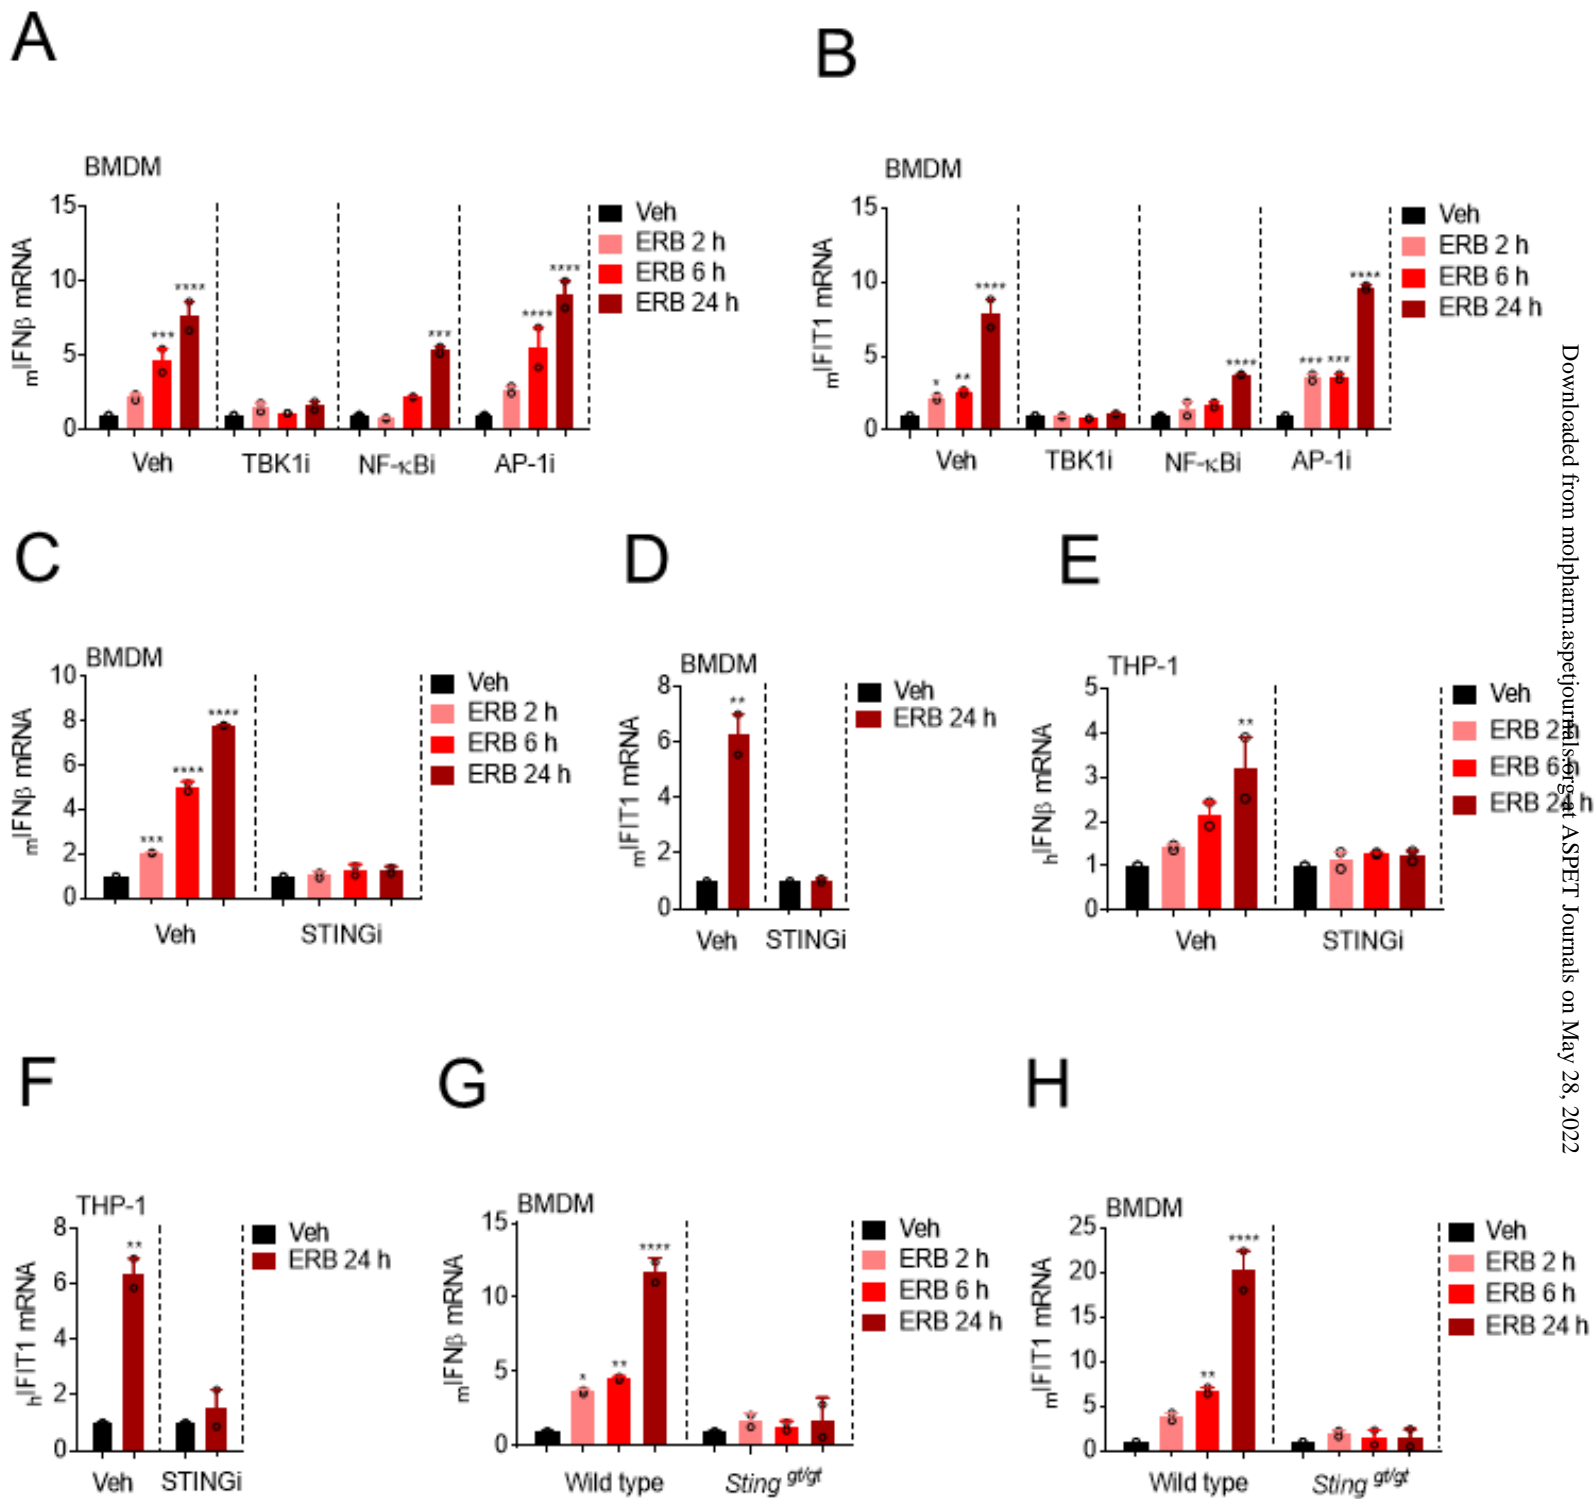 A
BMDM
mIFNβ mRNA
15
10
5
0
*** **** *** **** ****
Veh TBK1i NF-κBi AP-1i
Veh
ERB 2 h
ERB 6 h
ERB 24 h
B
BMDM
mIFIT1 mRNA
15
10
5
0
* ** **** **** *** *** ****
Veh TBK1i NF-κBi AP-1i
Veh
ERB 2 h
ERB 6 h
ERB 24 h
C
BMDM
mIFNβ mRNA
10
8
6
4
2
0
*** **** ****
Veh STINGi
Veh
ERB 2 h
ERB 6 h
ERB 24 h
D
BMDM
mIFIT1 mRNA
8
6
4
2
0
**
Veh STINGi
Veh
ERB 24 h
E
THP-1
hIFNβ mRNA
5
4
3
2
1
0
**
Veh STINGi
Veh
ERB 2 h
ERB 6 h
ERB 24 h
F
THP-1
hIFIT1 mRNA
8
6
4
2
0
**
Veh STINGi
Veh
ERB 24 h
G
BMDM
mIFNβ mRNA
15
10
5
0
* ** ****
Wild type Sting gt/gt
Veh
ERB 2 h
ERB 6 h
ERB 24 h
H
BMDM
mIFIT1 mRNA
25
20
15
10
5
0
** ****
Wild type Sting gt/gt
Veh
ERB 2 h
ERB 6 h
ERB 24 h
Downloaded from molpharm.aspetjournals.org at ASPET Journals on May 28, 2022